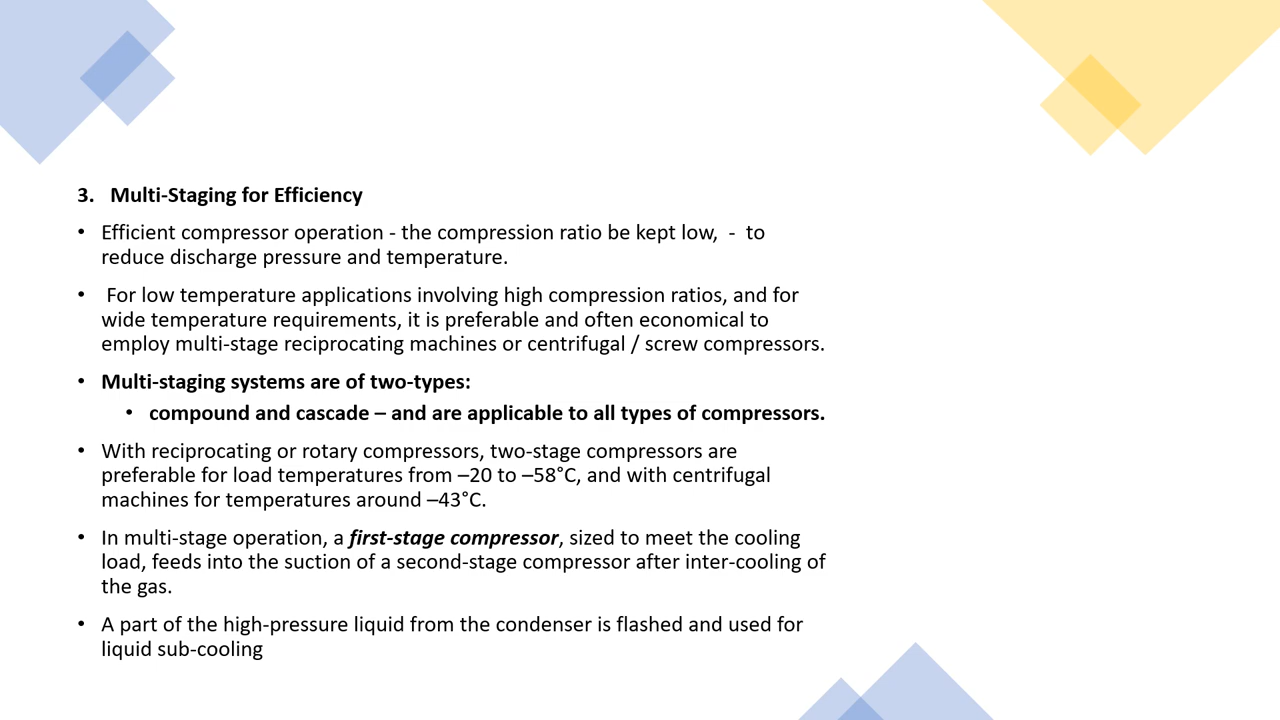 3. Multi-Staging for Efficiency
• Efficient compressor operation - the compression ratio be kept low, - to
reduce discharge pressure and temperature.
• For low temperature applications involving high compression ratios, and for
wide temperature requirements, it is preferable and often economical to
employ multi-stage reciprocating machines or centrifugal / screw compressors.
• Multi-staging systems are of two-types:
• compound and cascade – and are applicable to all types of compressors.
• With reciprocating or rotary compressors, two-stage compressors are
preferable for load temperatures from –20 to –58°C, and with centrifugal
machines for temperatures around –43°C.
• In multi-stage operation, a first-stage compressor, sized to meet the cooling
load, feeds into the suction of a second-stage compressor after inter-cooling of
the gas.
• A part of the high-pressure liquid from the condenser is flashed and used for
liquid sub-cooling